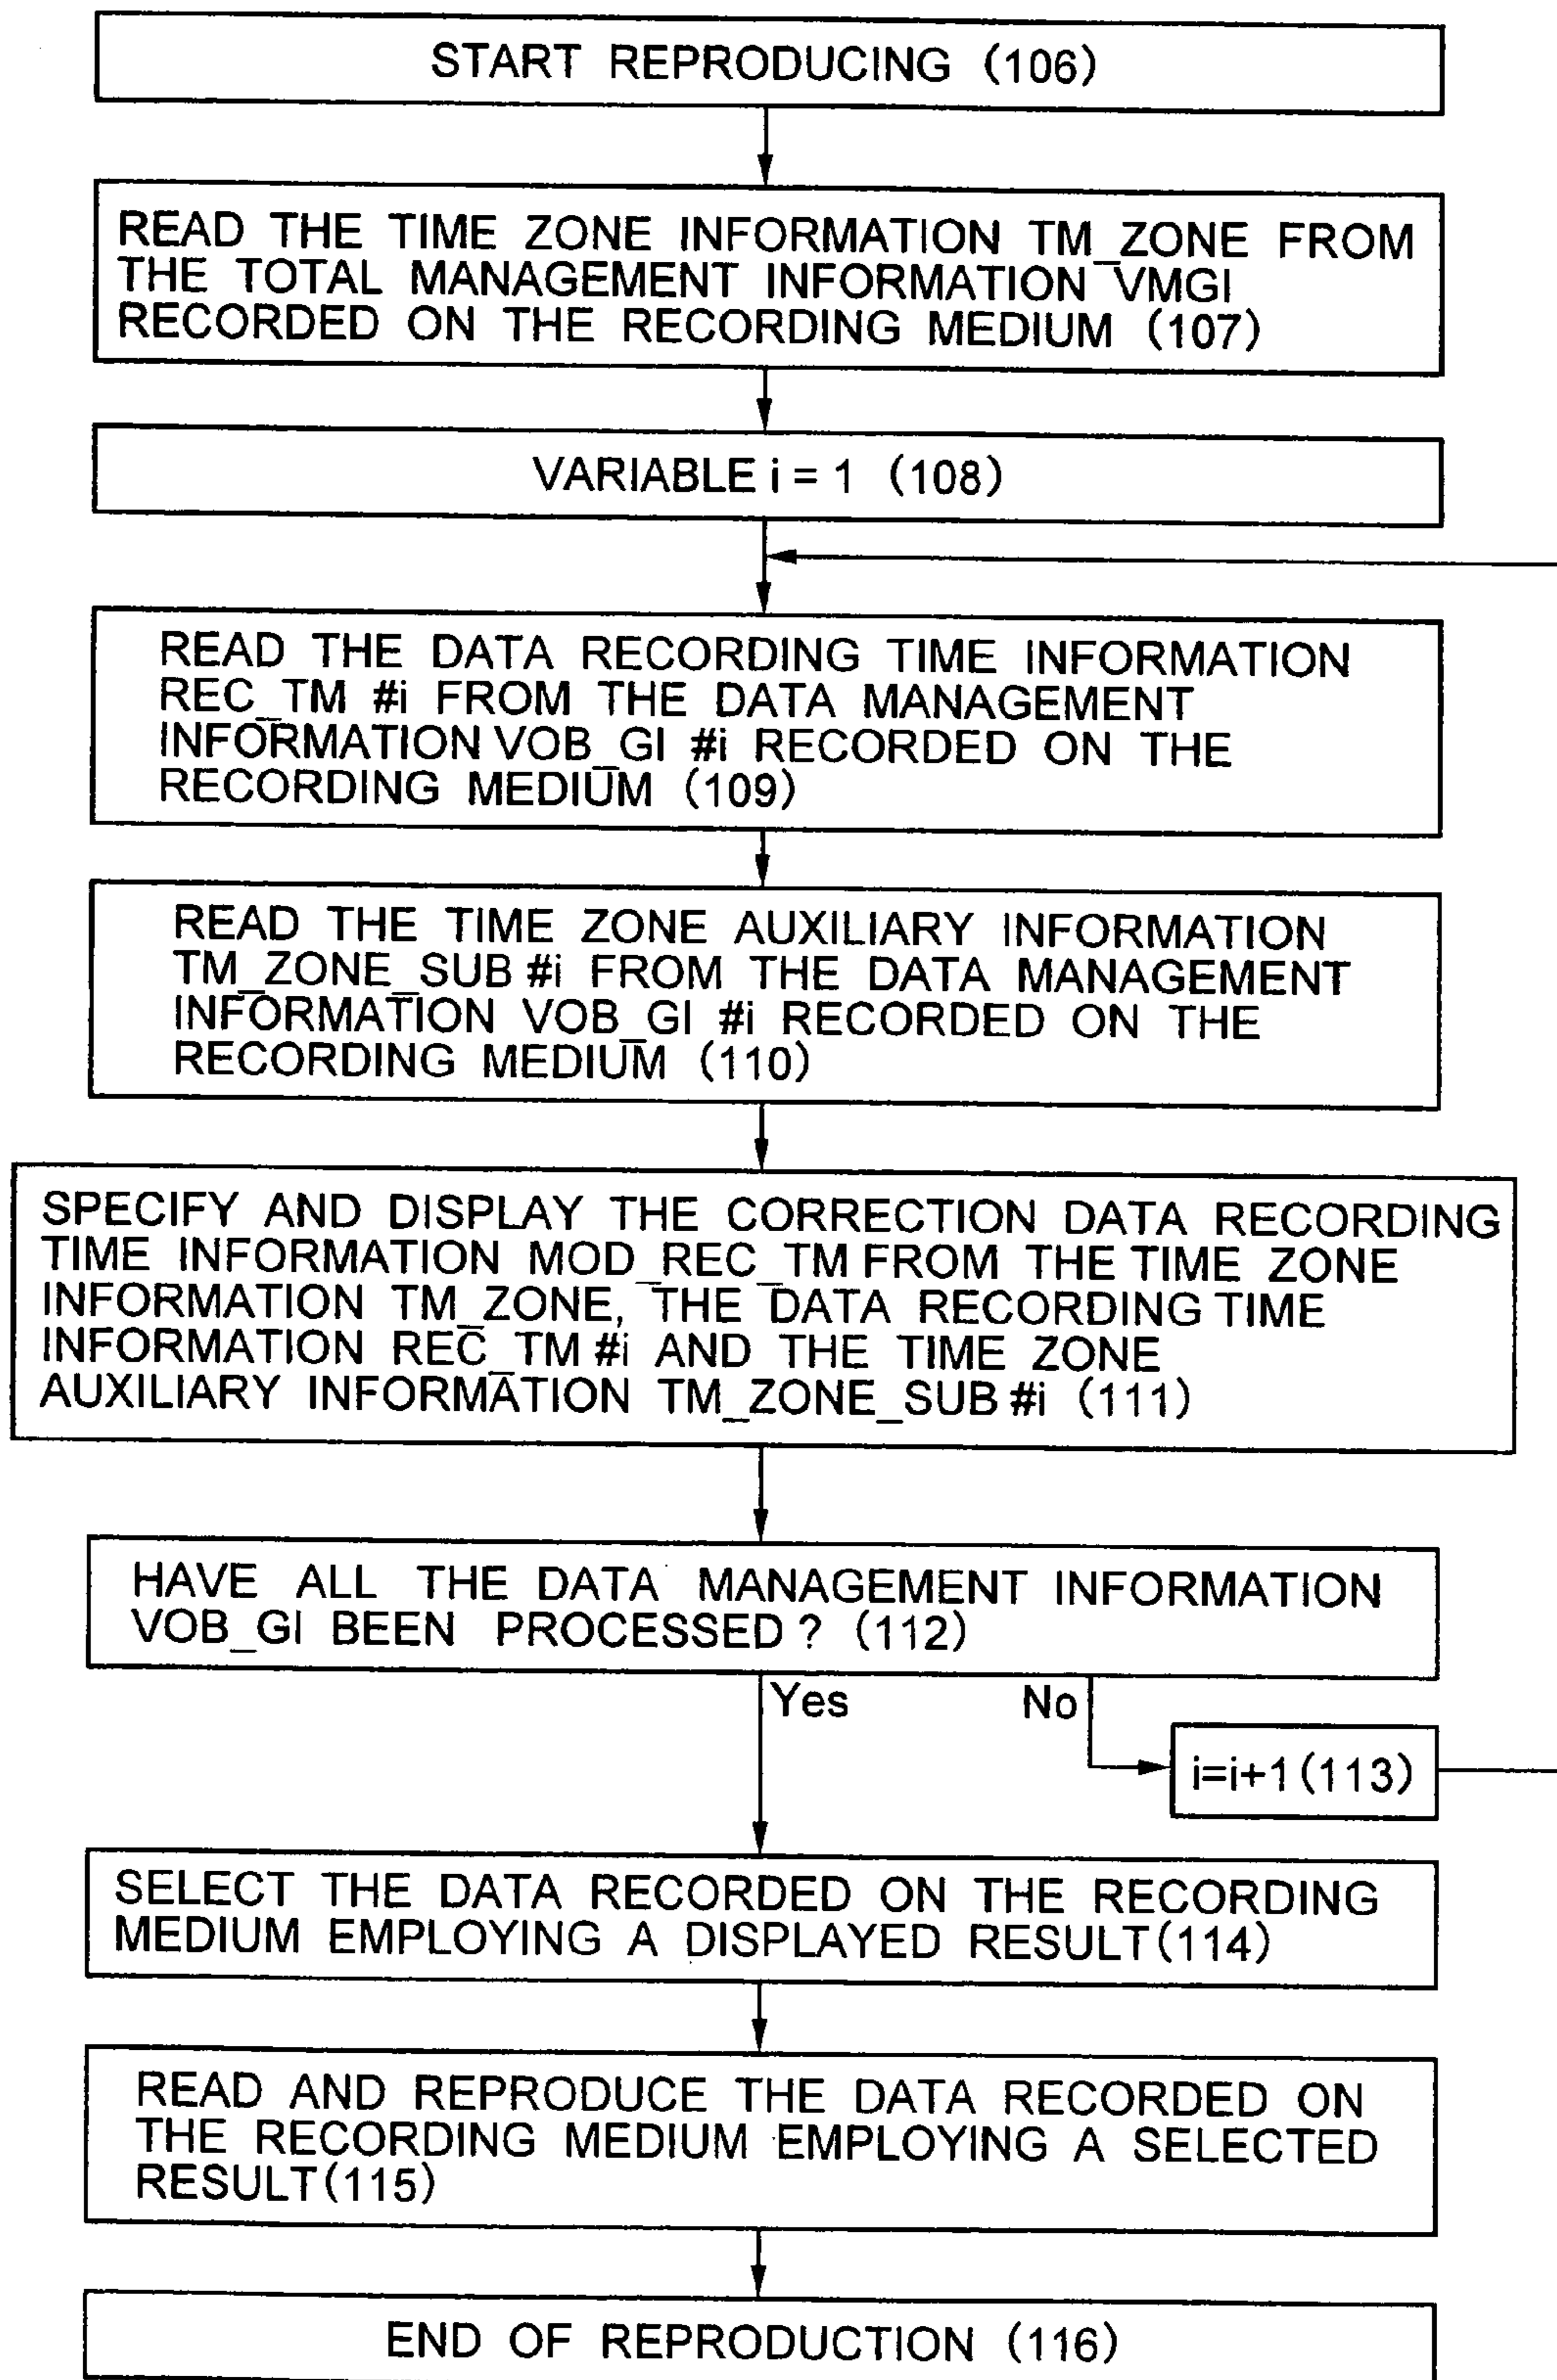 START REPRODUCING (106)
READ THE TIME ZONE INFORMATION TM_ZONE FROM
THE TOTAL MANAGEMENT INFORMATION VMGI
RECORDED ON THE RECORDING MEDIUM (107)
VARIABLE i = 1 (108)
READ THE DATA RECORDING TIME INFORMATION
REC_TM #i FROM THE DATA MANAGEMENT
INFORMATION VOB_GI #i RECORDED ON THE
RECORDING MEDIUM (109)
READ THE TIME ZONE AUXILIARY INFORMATION
TM_ZONE_SUB #i FROM THE DATA MANAGEMENT
INFORMATION VOB_GI #i RECORDED ON THE
RECORDING MEDIUM (110)
SPECIFY AND DISPLAY THE CORRECTION DATA RECORDING
TIME INFORMATION MOD_REC_TM FROM THE TIME ZONE
INFORMATION TM_ZONE, THE DATA RECORDING TIME
INFORMATION REC_TM #i AND THE TIME ZONE
AUXILIARY INFORMATION TM_ZONE_SUB #i (111)
HAVE ALL THE DATA MANAGEMENT INFORMATION
VOB_GI BEEN PROCESSED ? (112)
Yes No
i=i+1 (113)
SELECT THE DATA RECORDED ON THE RECORDING
MEDIUM EMPLOYING A DISPLAYED RESULT(114)
READ AND REPRODUCE THE DATA RECORDED ON
THE RECORDING MEDIUM EMPLOYING A SELECTED
RESULT(115)
END OF REPRODUCTION (116)